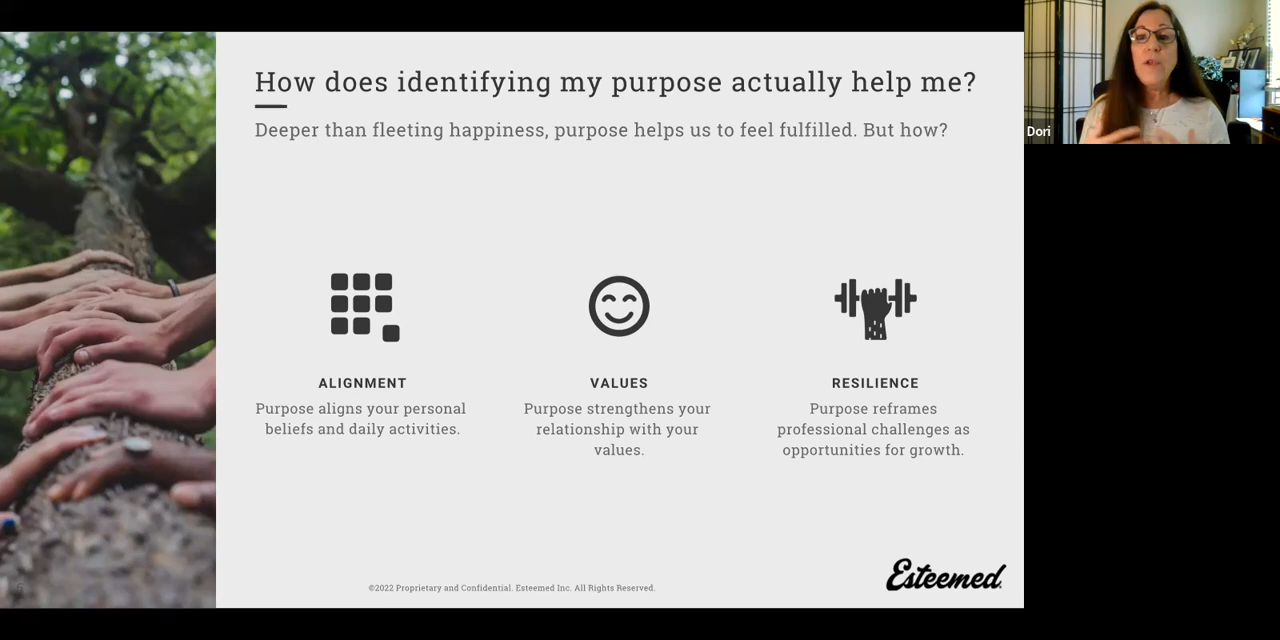 How does identifying my purpose actually help me?
Deeper than fleeting happiness, purpose helps us to feel fulfilled. But how?
ALIGNMENT
Purpose aligns your personal
beliefs and daily activities.
VALUES
Purpose strengthens your
relationship with your
values.
RESILIENCE
Purpose reframes
professional challenges as
opportunities for growth.
©2022 Proprietary and Confidential. Esteemed Inc. All Rights Reserved.
Esteemed
Dori